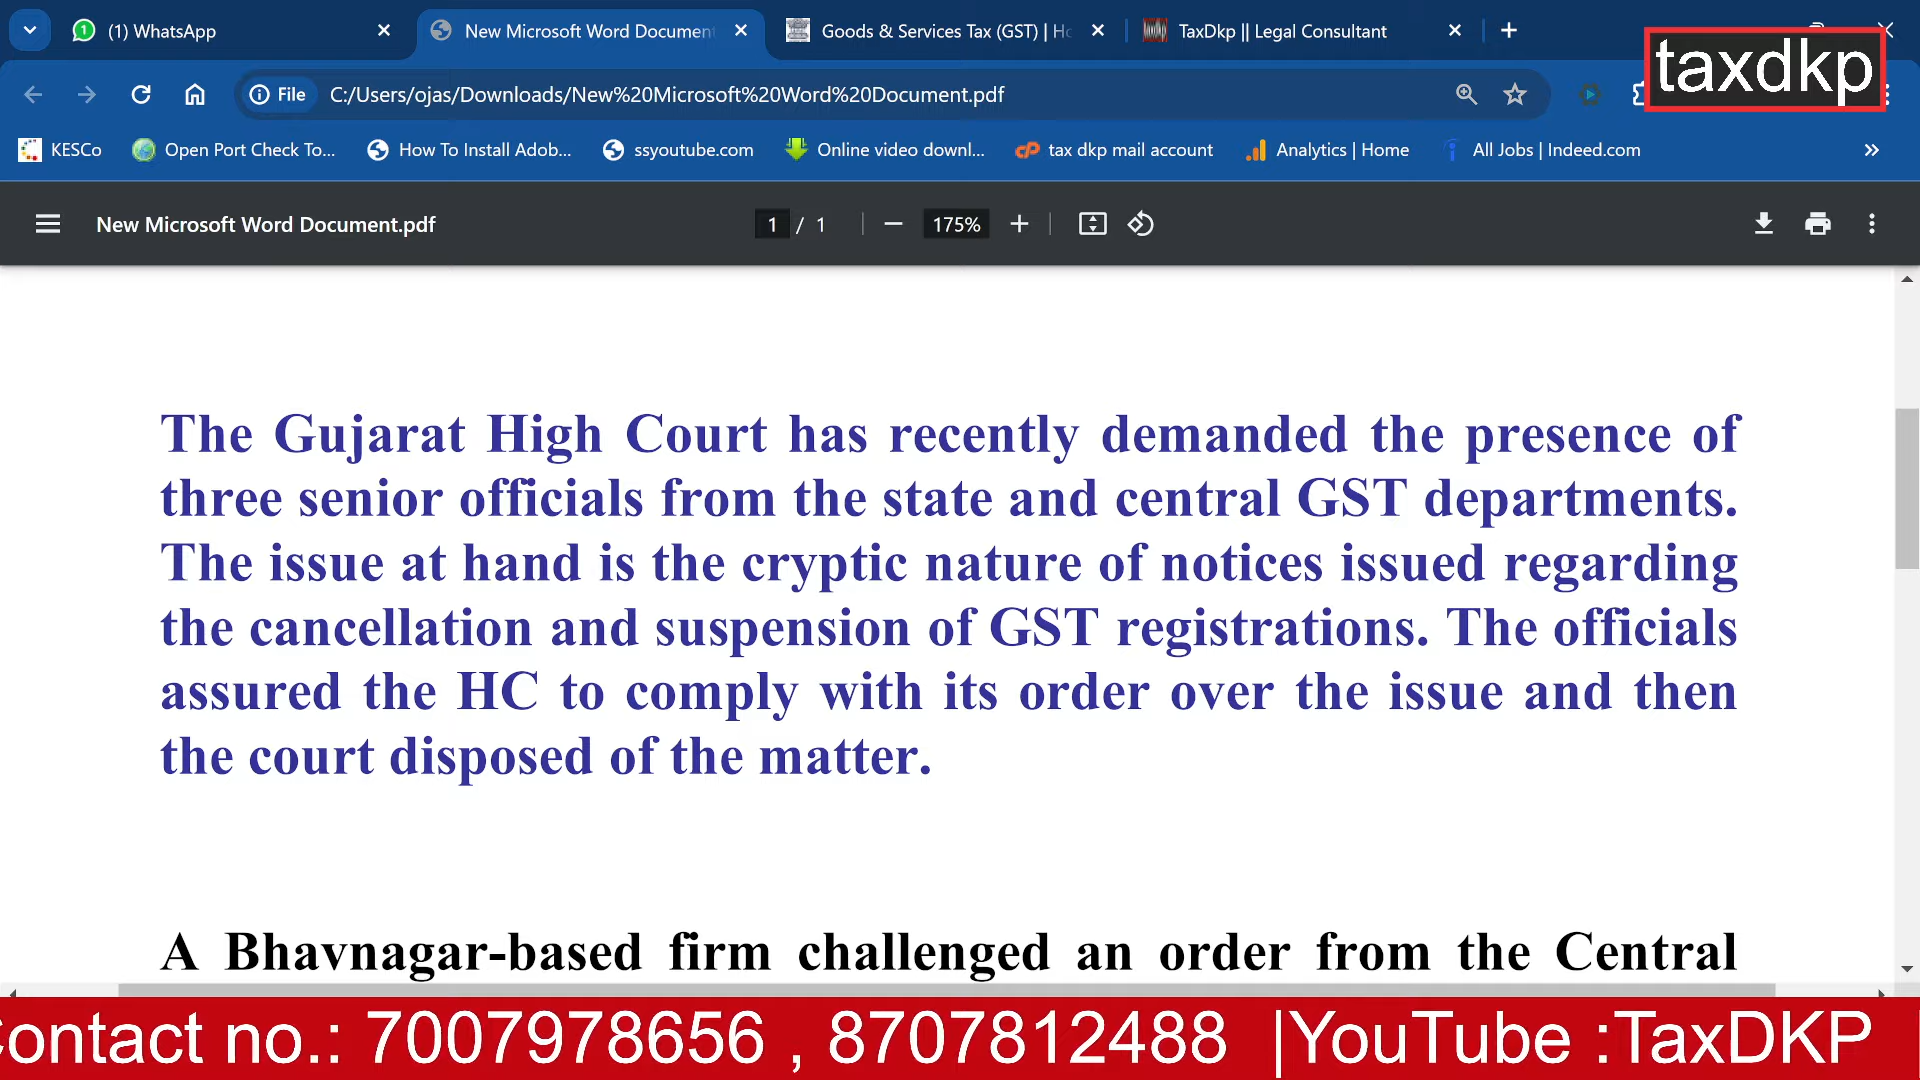 (1) WhatsApp
New Microsoft Word Document
Goods & Services Tax (GST) | Ho
TaxDkp || Legal Consultant
taxdkp
File
C:/Users/ojas/Downloads/New%20Microsoft%20Word%20Document.pdf
KESCo
Open Port Check To...
How To Install Adob...
ssyoutube.com
Online video downl...
tax dkp mail account
Analytics | Home
All Jobs | Indeed.com
New Microsoft Word Document.pdf
1 / 1
175%
The Gujarat High Court has recently demanded the presence of
three senior officials from the state and central GST departments.
The issue at hand is the cryptic nature of notices issued regarding
the cancellation and suspension of GST registrations. The officials
assured the HC to comply with its order over the issue and then
the court disposed of the matter.
A Bhavnagar-based firm challenged an order from the Central
Contact no.: 7007978656 , 8707812488 |YouTube :TaxDKP